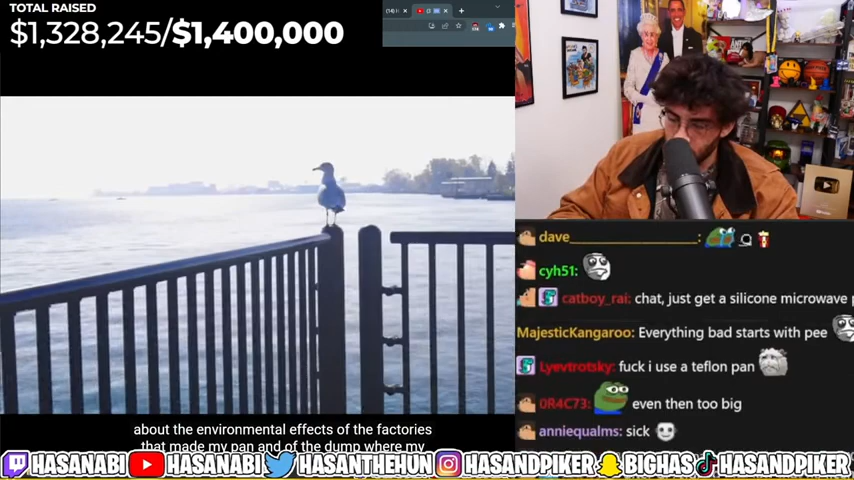 TOTAL RAISED
$1,328,245/$1,400,000
dave______________________:
cyh51:
catboy_rai: chat, just get a silicone microwave p
MajesticKangaroo: Everything bad starts with pee
Lyevtrotsky: fuck i use a teflon pan
0R4C73: even then too big
anniequalms: sick
about the environmental effects of the factories
that made my pan and of the dump where my
HASANABI HASANABI HASANTHEHUN HASANDPIKER BIGHAS HASANDPIKER